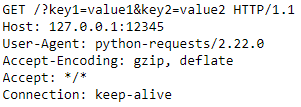 GET /?key1=value1&key2=value2 HTTP/1.1
Host: 127.0.0.1:12345
User-Agent: python-requests/2.22.0
Accept-Encoding: gzip, deflate
Accept: */*
Connection: keep-alive